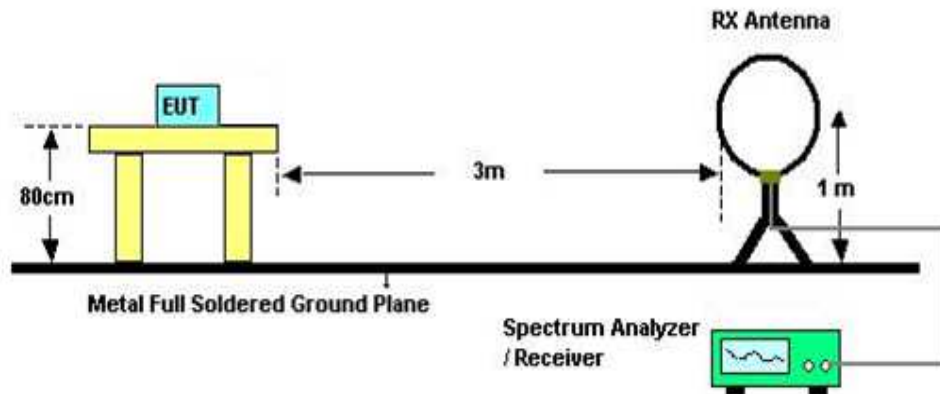 RX Antenna
EUT
80cm
3m
1 m
Metal Full Soldered Ground Plane
Spectrum Analyzer
/ Receiver